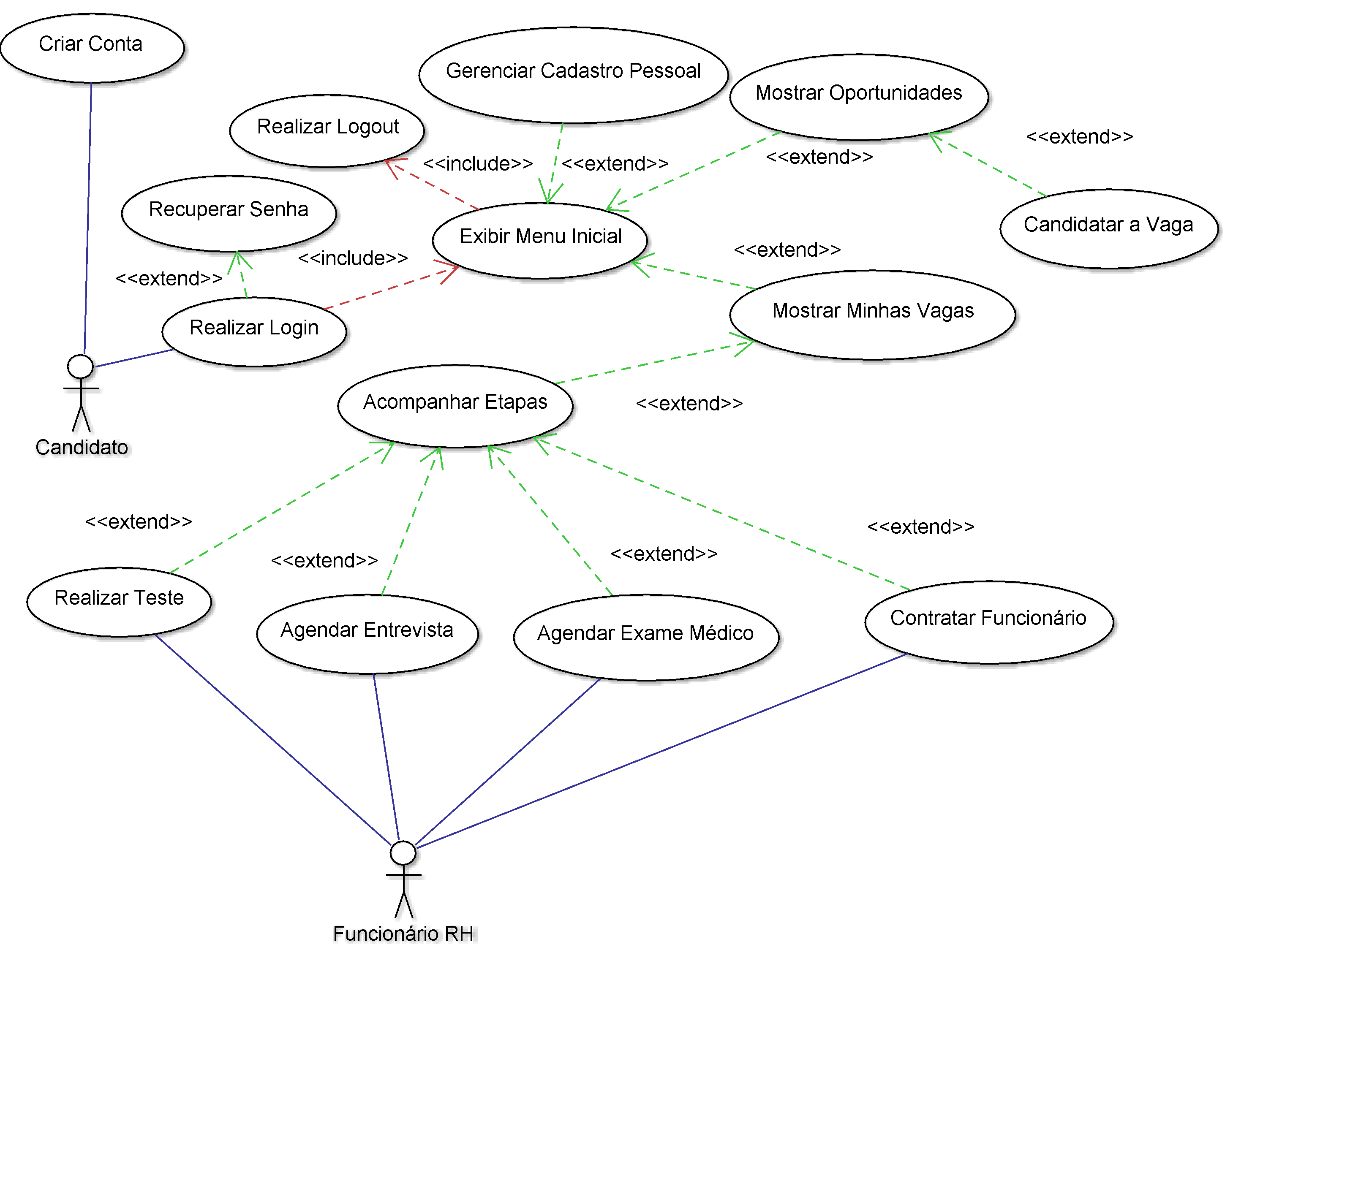 Criar Conta
Gerenciar Cadastro Pessoal
Mostrar Oportunidades
Realizar Logout
<<extend>>
<<include>>
<<extend>>
<<extend>>
Recuperar Senha
Candidatar a Vaga
Exibir Menu Inicial
<<extend>>
<<include>>
<<extend>>
Mostrar Minhas Vagas
Realizar Login
Acompanhar Etapas
<<extend>>
Candidato
<<extend>>
<<extend>>
<<extend>>
<<extend>>
Realizar Teste
Agendar Entrevista
Agendar Exame Médico
Contratar Funcionário
Funcionário RH